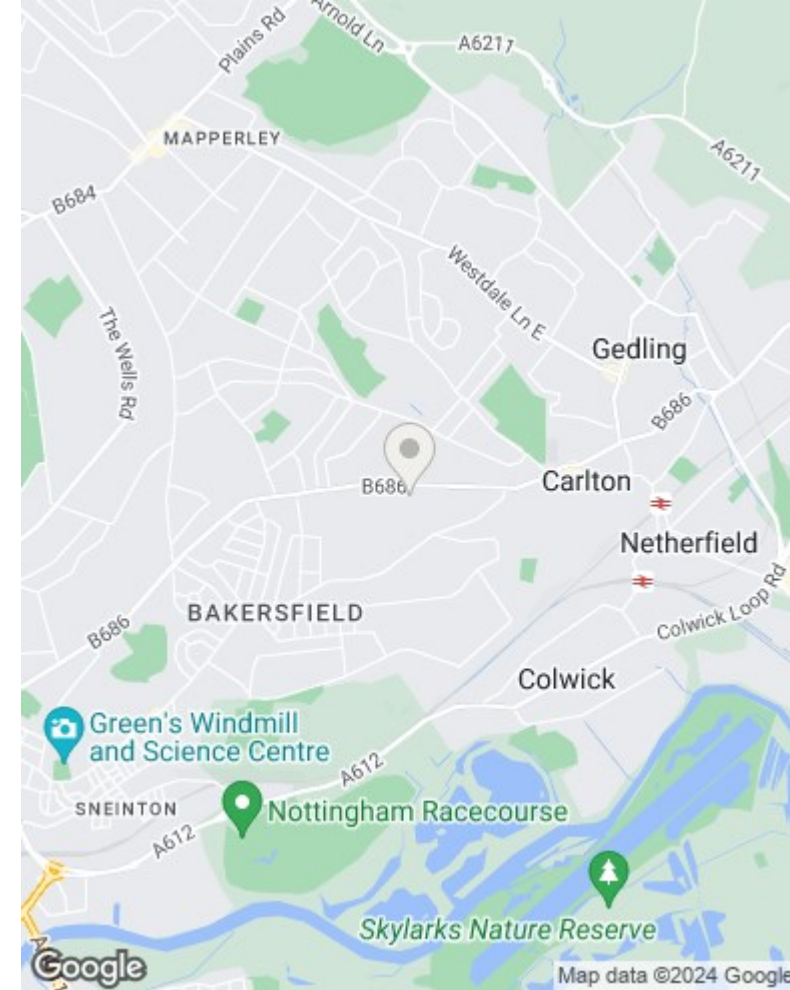 Arnold Ln
A6211
Plains Rd
MAPPERLEY
A6211
B684
Westdale Ln E
The Wells Rd
Gedling
B686
B686
Carlton
Netherfield
Colwick Loop Rd
BAKERSFIELD
B686
Colwick
Green's Windmill
and Science Centre
A612
SNEINTON
Nottingham Racecourse
A612
Skylarks Nature Reserve
Google
Map data ©2024 Google